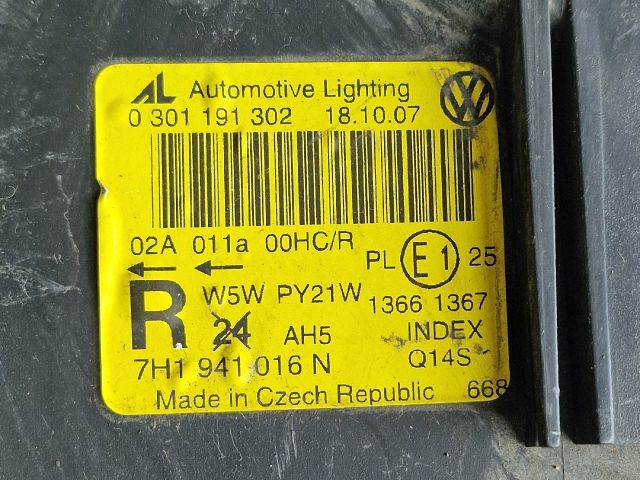 AL Automotive Lighting
0 301 191 302 18.10.07
02A 011a 00HC/R
PL E1 25
W5W PY21W
1366 1367
R 24 AH5 INDEX
7H1 941 016 N Q14S
Made in Czech Republic 668